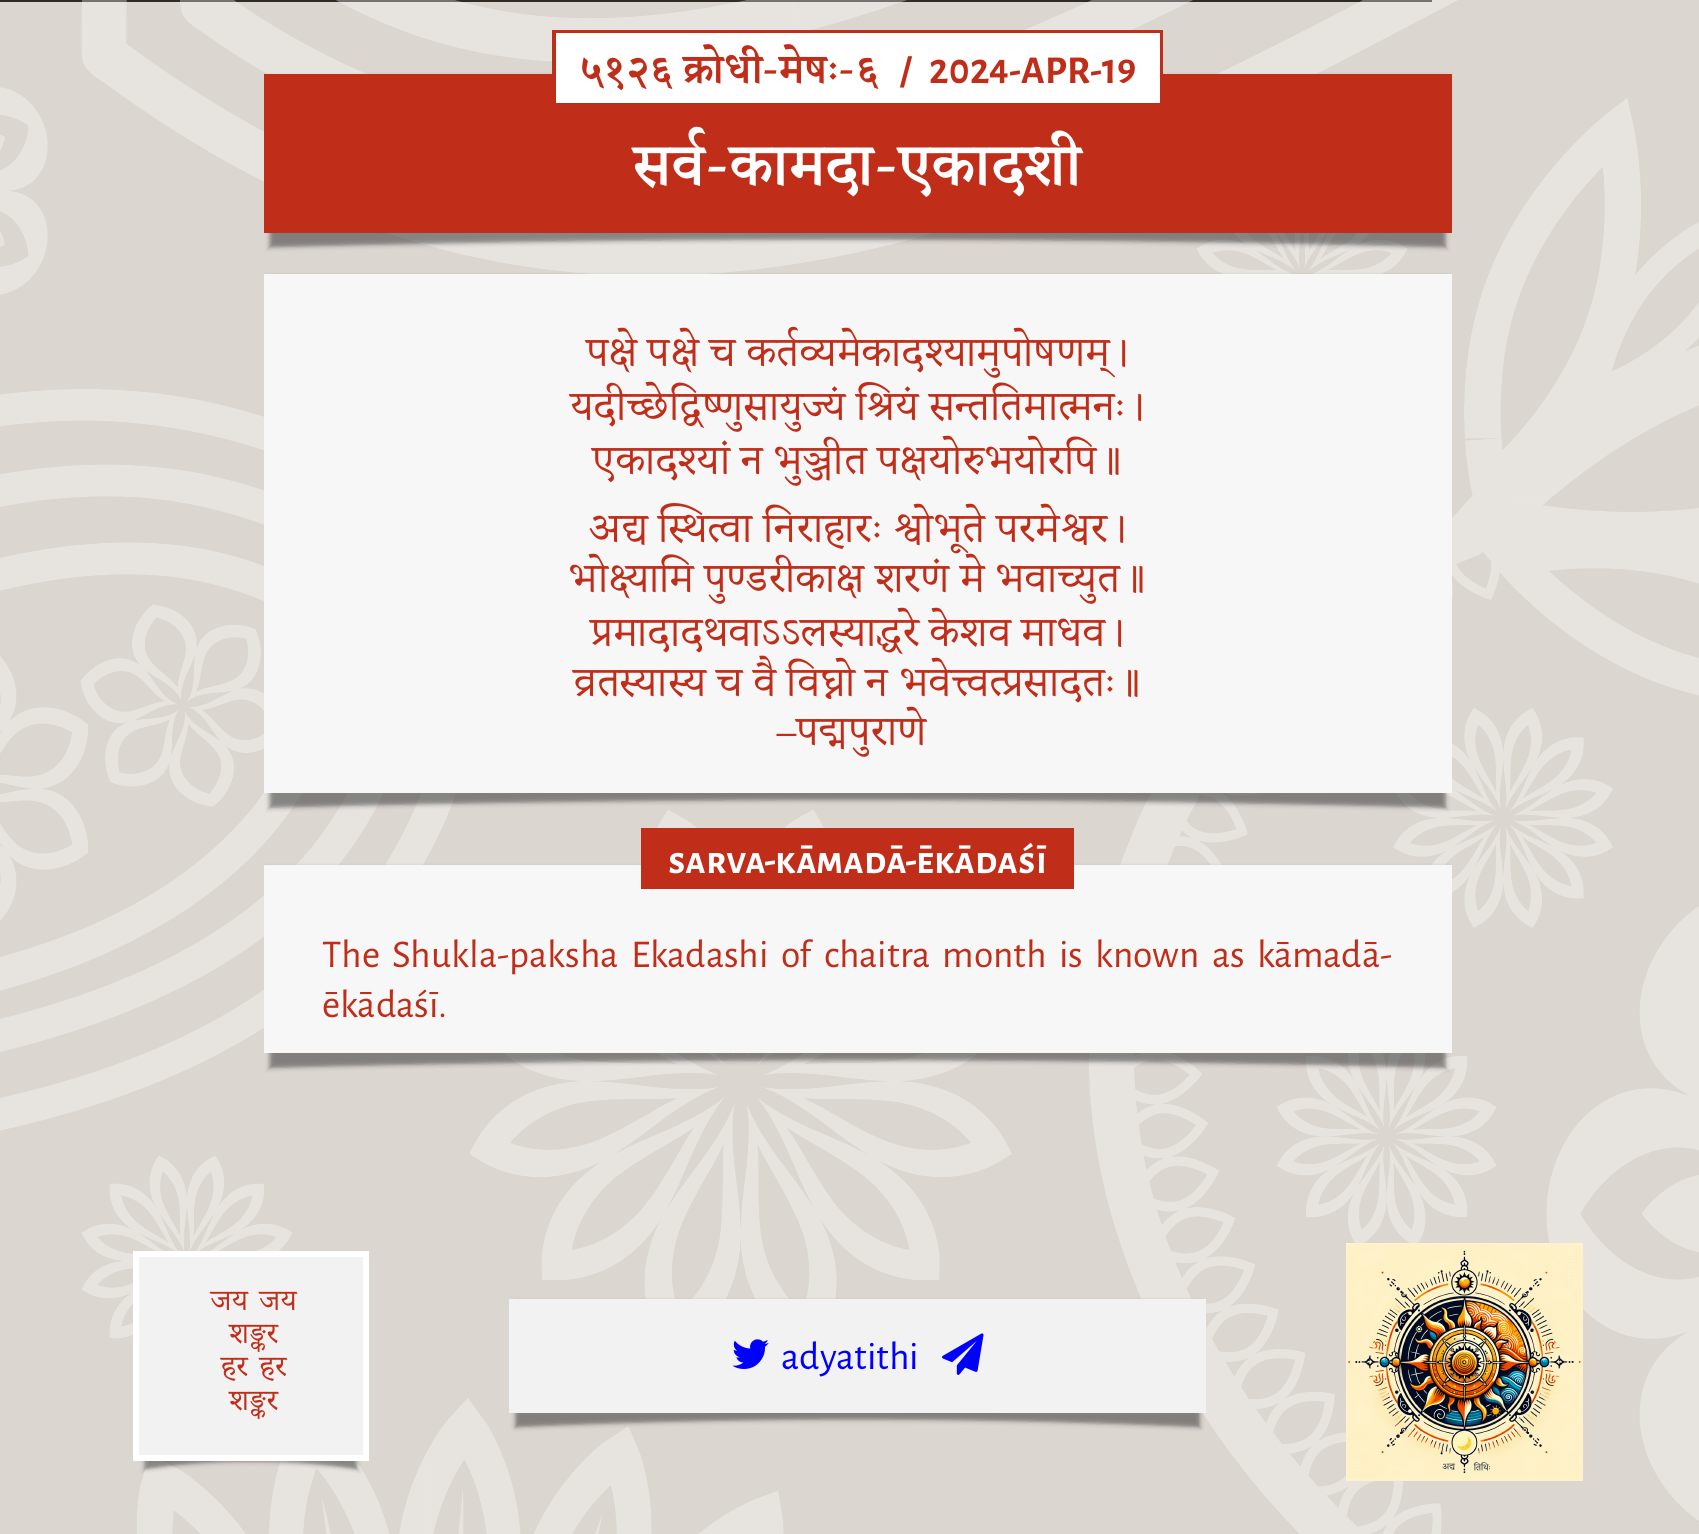 ५१२६ क्रोधी-मेषः-६ / 2024-APR-19
सर्व-कामदा-एकादशी
पक्षे पक्षे च कर्तव्यमेकादश्यामुपोषणम्।
यदीच्छेद्विष्णुसायुज्यं श्रियं सन्ततिमात्मनः।
एकादश्यां न भुञ्जीत पक्षयोरुभयोरपि॥
अद्य स्थित्वा निराहारः श्वोभूते परमेश्वर।
भोक्ष्यामि पुण्डरीकाक्ष शरणं मे भवाच्युत॥
प्रमादादथवाऽऽलस्याद्धरे केशव माधव।
व्रतस्यास्य च वै विघ्नो न भवेत्त्वत्प्रसादतः॥
–पद्मपुराणे
SARVA-KĀMADĀ-ĒKĀDAŚĪ
The Shukla-paksha Ekadashi of chaitra month is known as kāmadā-
ēkādaśī.
जय जय
शङ्कर
हर हर
शङ्कर
adyatithi
अद्य तिथिः